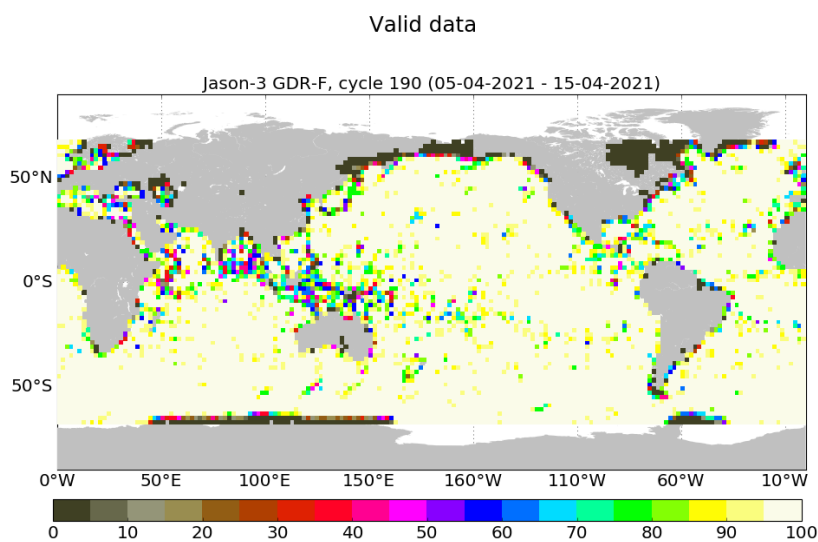 Valid data
Jason-3 GDR-F, cycle 190 (05-04-2021 - 15-04-2021)
50°N
0°S
50°S
0°W 50°E 100°E 150°E 160°W 110°W 60°W 10°W
0 10 20 30 40 50 60 70 80 90 100